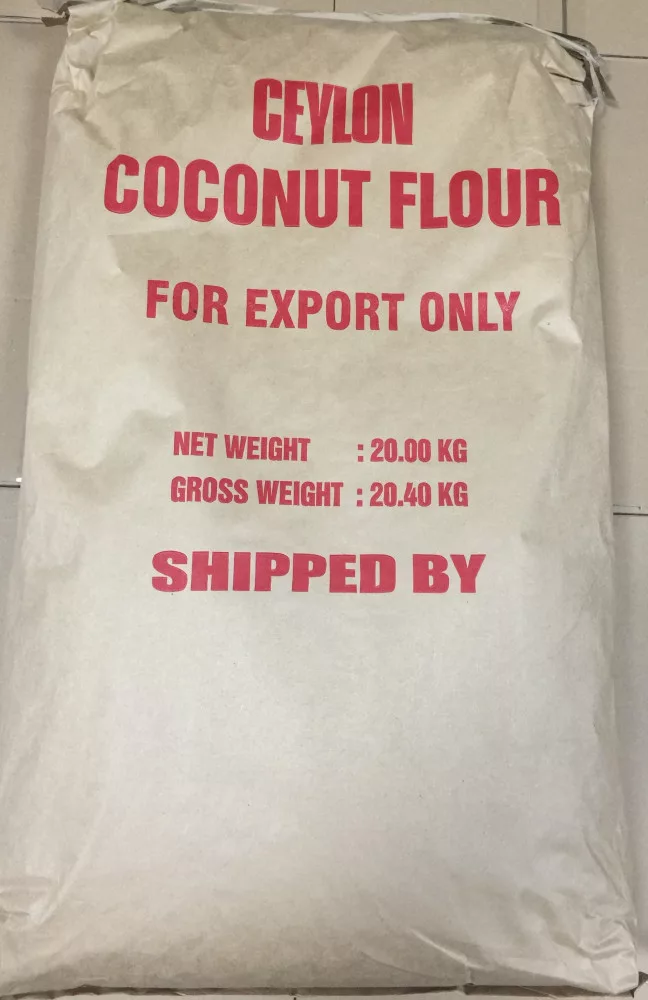 CEYLON
COCONUT FLOUR
FOR EXPORT ONLY
NET WEIGHT : 20.00 KG
GROSS WEIGHT : 20.40 KG
SHIPPED BY